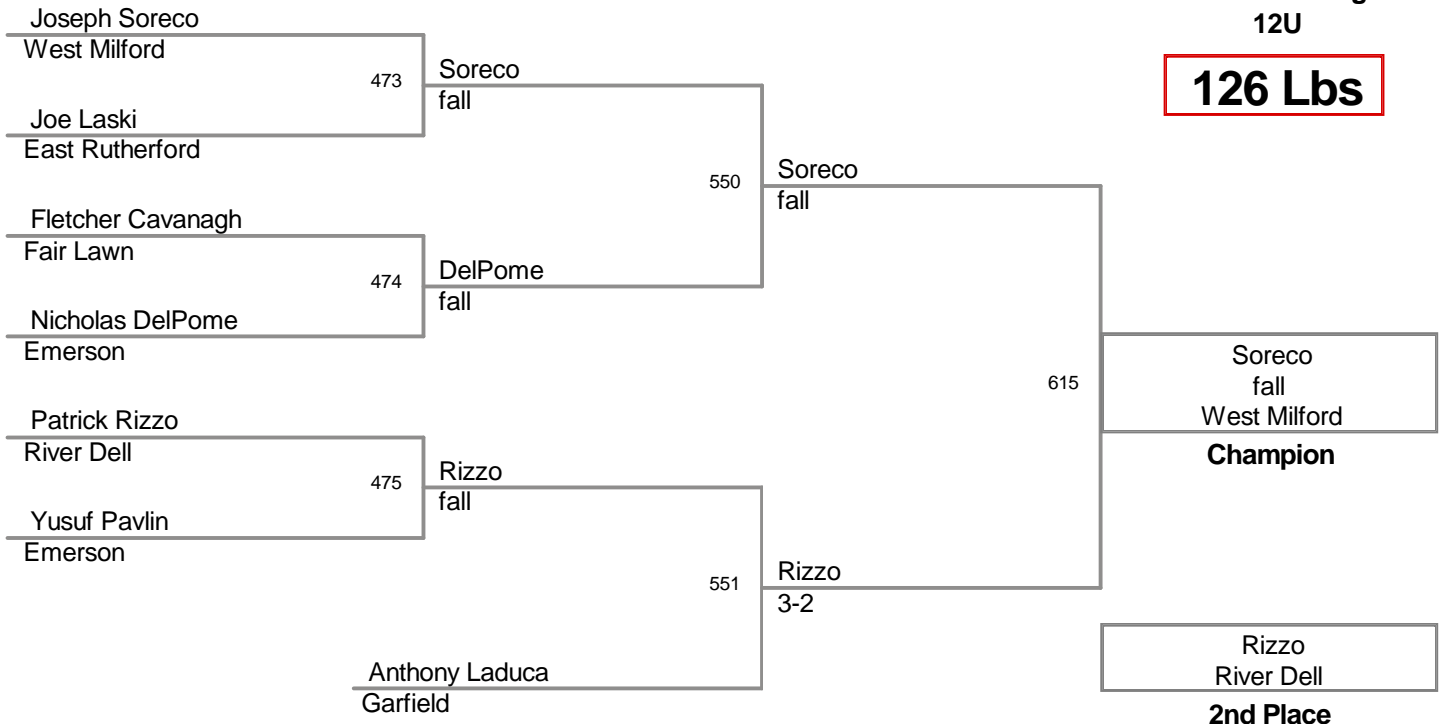 12U
126 Lbs
Joseph Soreco
West Milford
473
Soreco
fall
Joe Laski
East Rutherford
550
Soreco
fall
Fletcher Cavanagh
Fair Lawn
474
DelPome
fall
Nicholas DelPome
Emerson
615
Soreco
fall
West Milford
Champion
Patrick Rizzo
River Dell
475
Rizzo
fall
Yusuf Pavlin
Emerson
551
Rizzo
3-2
Anthony Laduca
Garfield
Rizzo
River Dell
2nd Place